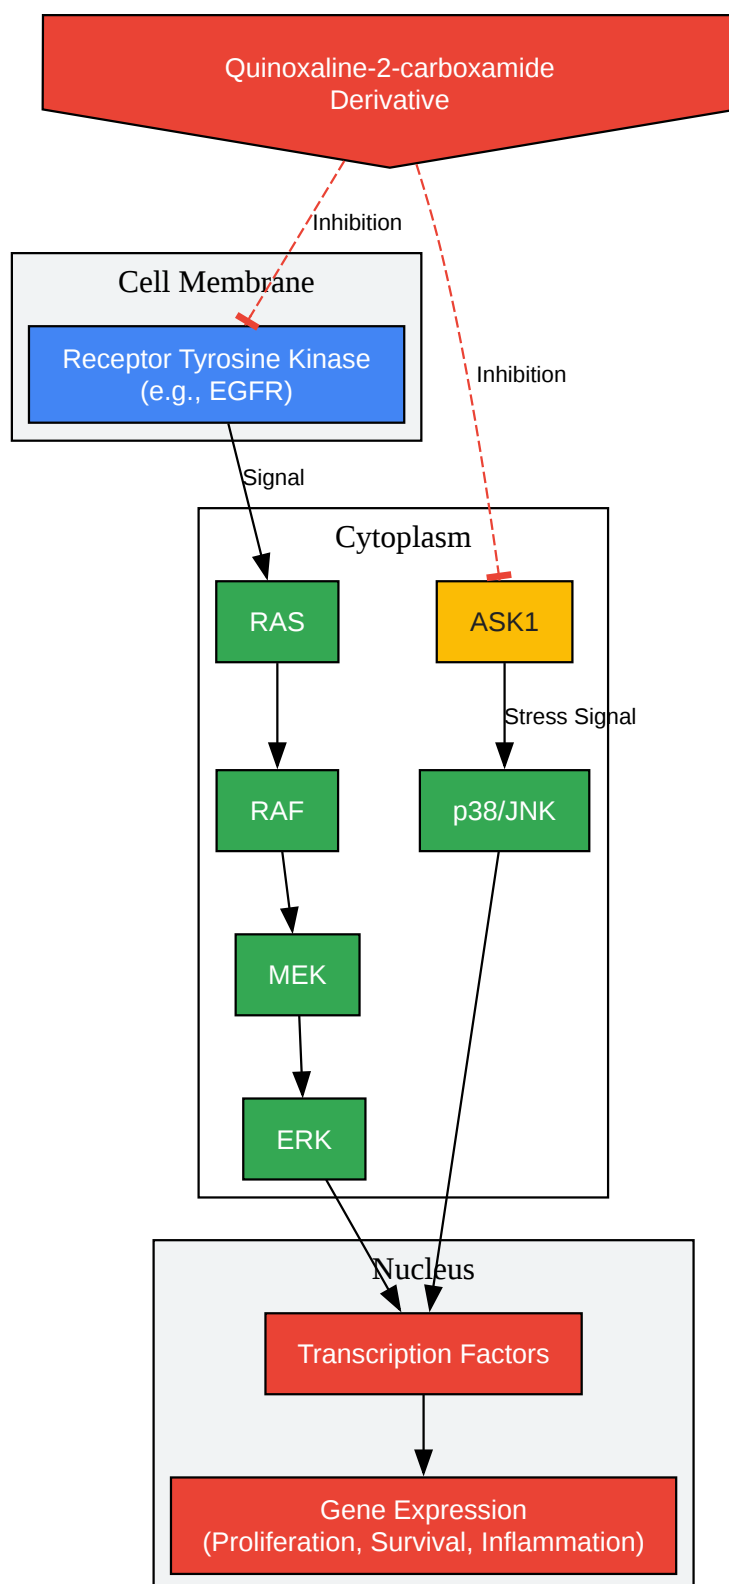 Quinoxaline-2-carboxamide
Derivative
Inhibition
Cell Membrane
Receptor Tyrosine Kinase
(e.g., EGFR)
Inhibition
Signal
Cytoplasm
RAS
ASK1
Stress Signal
RAF
p38/JNK
MEK
ERK
Nucleus
Transcription Factors
Gene Expression
(Proliferation, Survival, Inflammation)